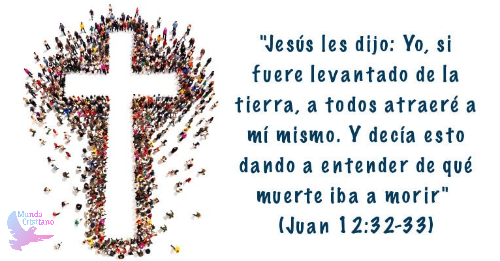 "Jesús les dijo: Yo, si
fuere levantado de la
tierra, a todos atraeré a
mí mismo. Y decía esto
dando a entender de qué
muerte iba a morir"
(Juan 12:32-33)
Mundo
Cristiano